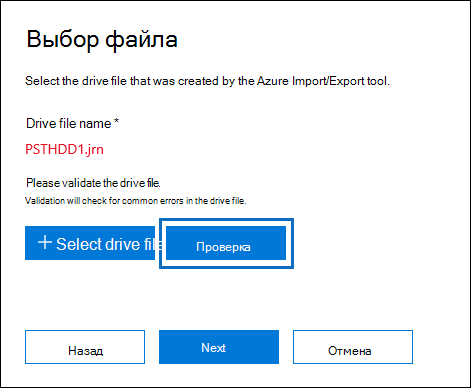 Выбор файла
Select the drive file that was created by the Azure Import/Export tool.
Drive file name *
PSTHDD1.jrn
Please validate the drive file.
Validation will check for common errors in the drive file.
+ Select drive file Проверка
Назад Next Отмена